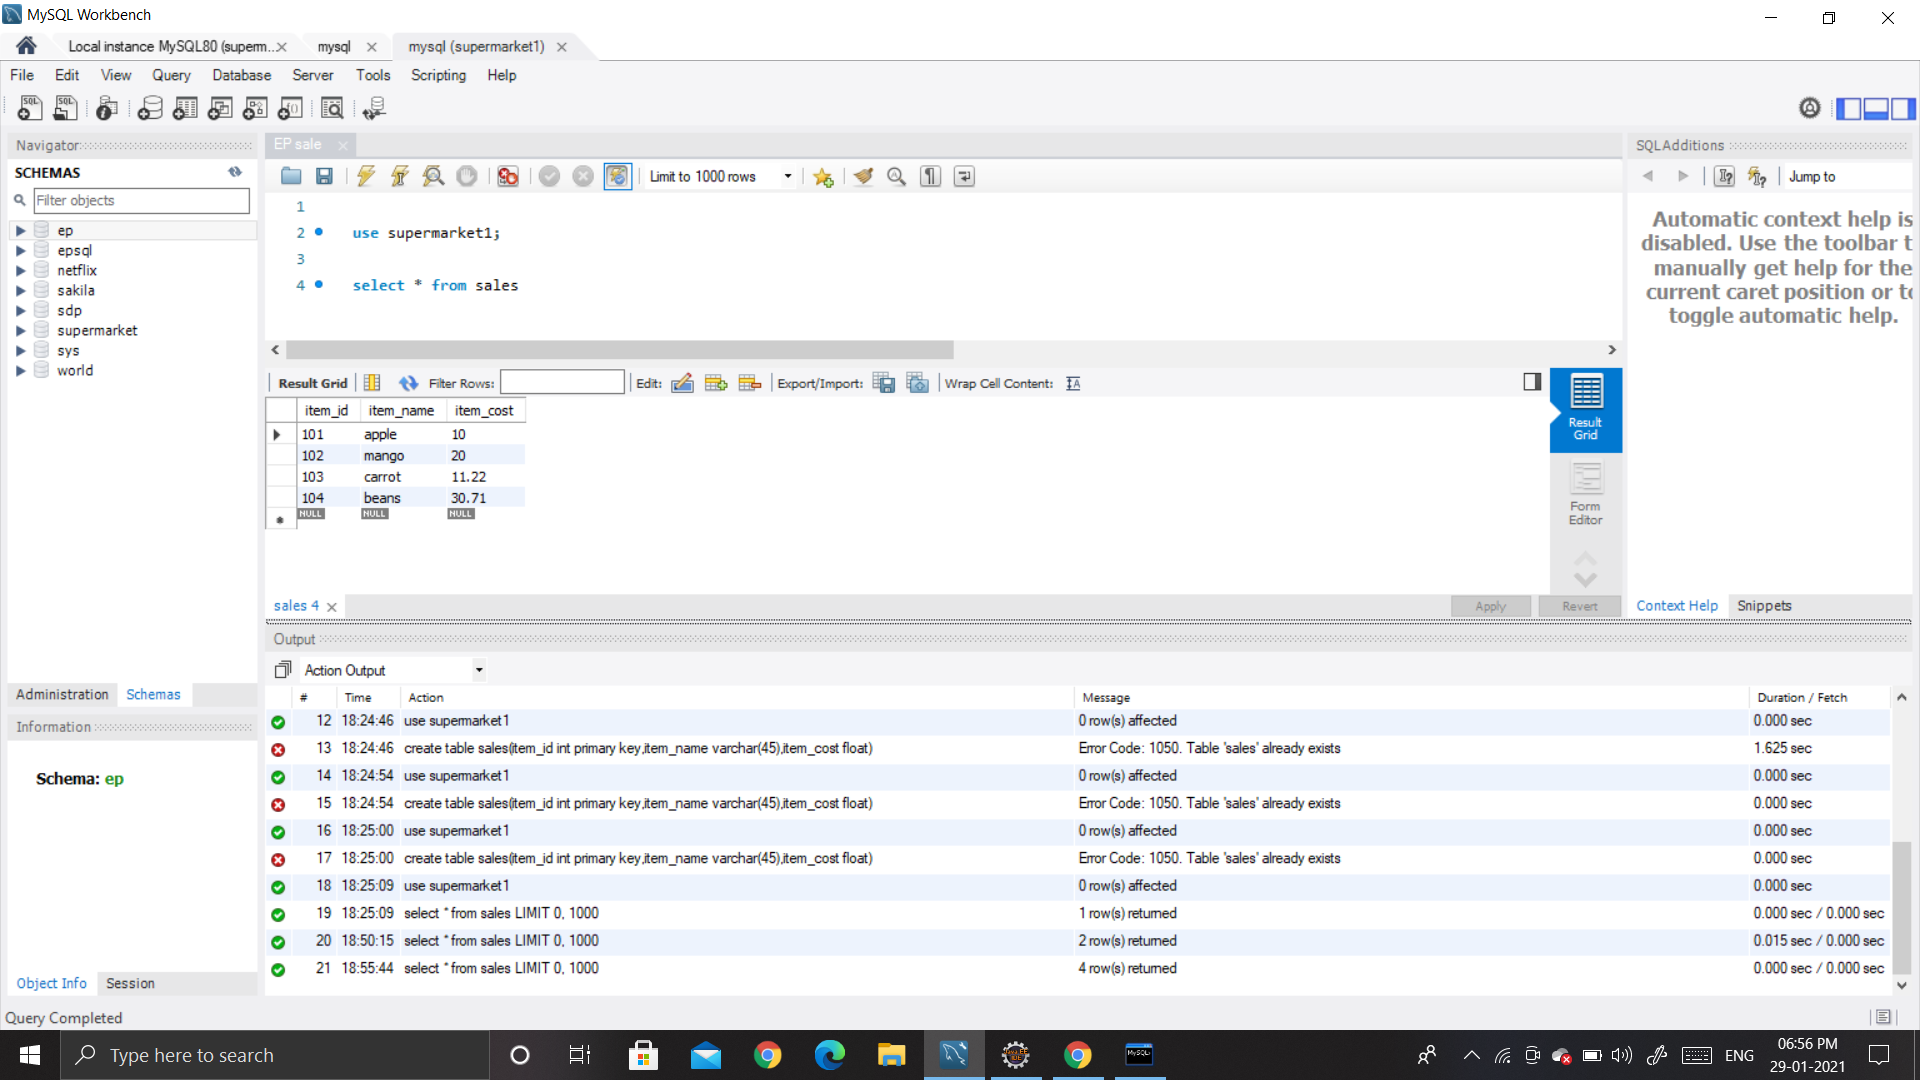 MySQL Workbench
Local instance MySQL80 (superm... mysql mysql (supermarket1)
File Edit View Query Database Server Tools Scripting Help
Navigator
SCHEMAS
Filter objects
ep
epsql
netflix
sakila
sdp
supermarket
sys
world
Administration Schemas
Information
Schema: ep
Object Info Session
EP sale
Limit to 1000 rows
1
2 use supermarket1;
3
4 select * from sales
Result Grid Filter Rows: Edit: Export/Import: Wrap Cell Content:
item_id item_name item_cost
101 apple 10
102 mango 20
103 carrot 11.22
104 beans 30.71
NULL NULL NULL
Result Grid
Form Editor
sales 4 Apply Revert
SQLAdditions
Jump to
Automatic context help is
disabled. Use the toolbar t
manually get help for the
current caret position or to
toggle automatic help.
Context Help Snippets
Output
Action Output
# Time Action Message Duration / Fetch
12 18:24:46 use supermarket1 0 row(s) affected 0.000 sec
13 18:24:46 create table sales(item_id int primary key,item_name varchar(45),item_cost float) Error Code: 1050. Table 'sales' already exists 1.625 sec
14 18:24:54 use supermarket1 0 row(s) affected 0.000 sec
15 18:24:54 create table sales(item_id int primary key,item_name varchar(45),item_cost float) Error Code: 1050. Table 'sales' already exists 0.000 sec
16 18:25:00 use supermarket1 0 row(s) affected 0.000 sec
17 18:25:00 create table sales(item_id int primary key,item_name varchar(45),item_cost float) Error Code: 1050. Table 'sales' already exists 0.000 sec
18 18:25:09 use supermarket1 0 row(s) affected 0.000 sec
19 18:25:09 select * from sales LIMIT 0, 1000 1 row(s) returned 0.000 sec / 0.000 sec
20 18:50:15 select * from sales LIMIT 0, 1000 2 row(s) returned 0.015 sec / 0.000 sec
21 18:55:44 select * from sales LIMIT 0, 1000 4 row(s) returned 0.000 sec / 0.000 sec
Query Completed
Type here to search
ENG
06:56 PM
29-01-2021